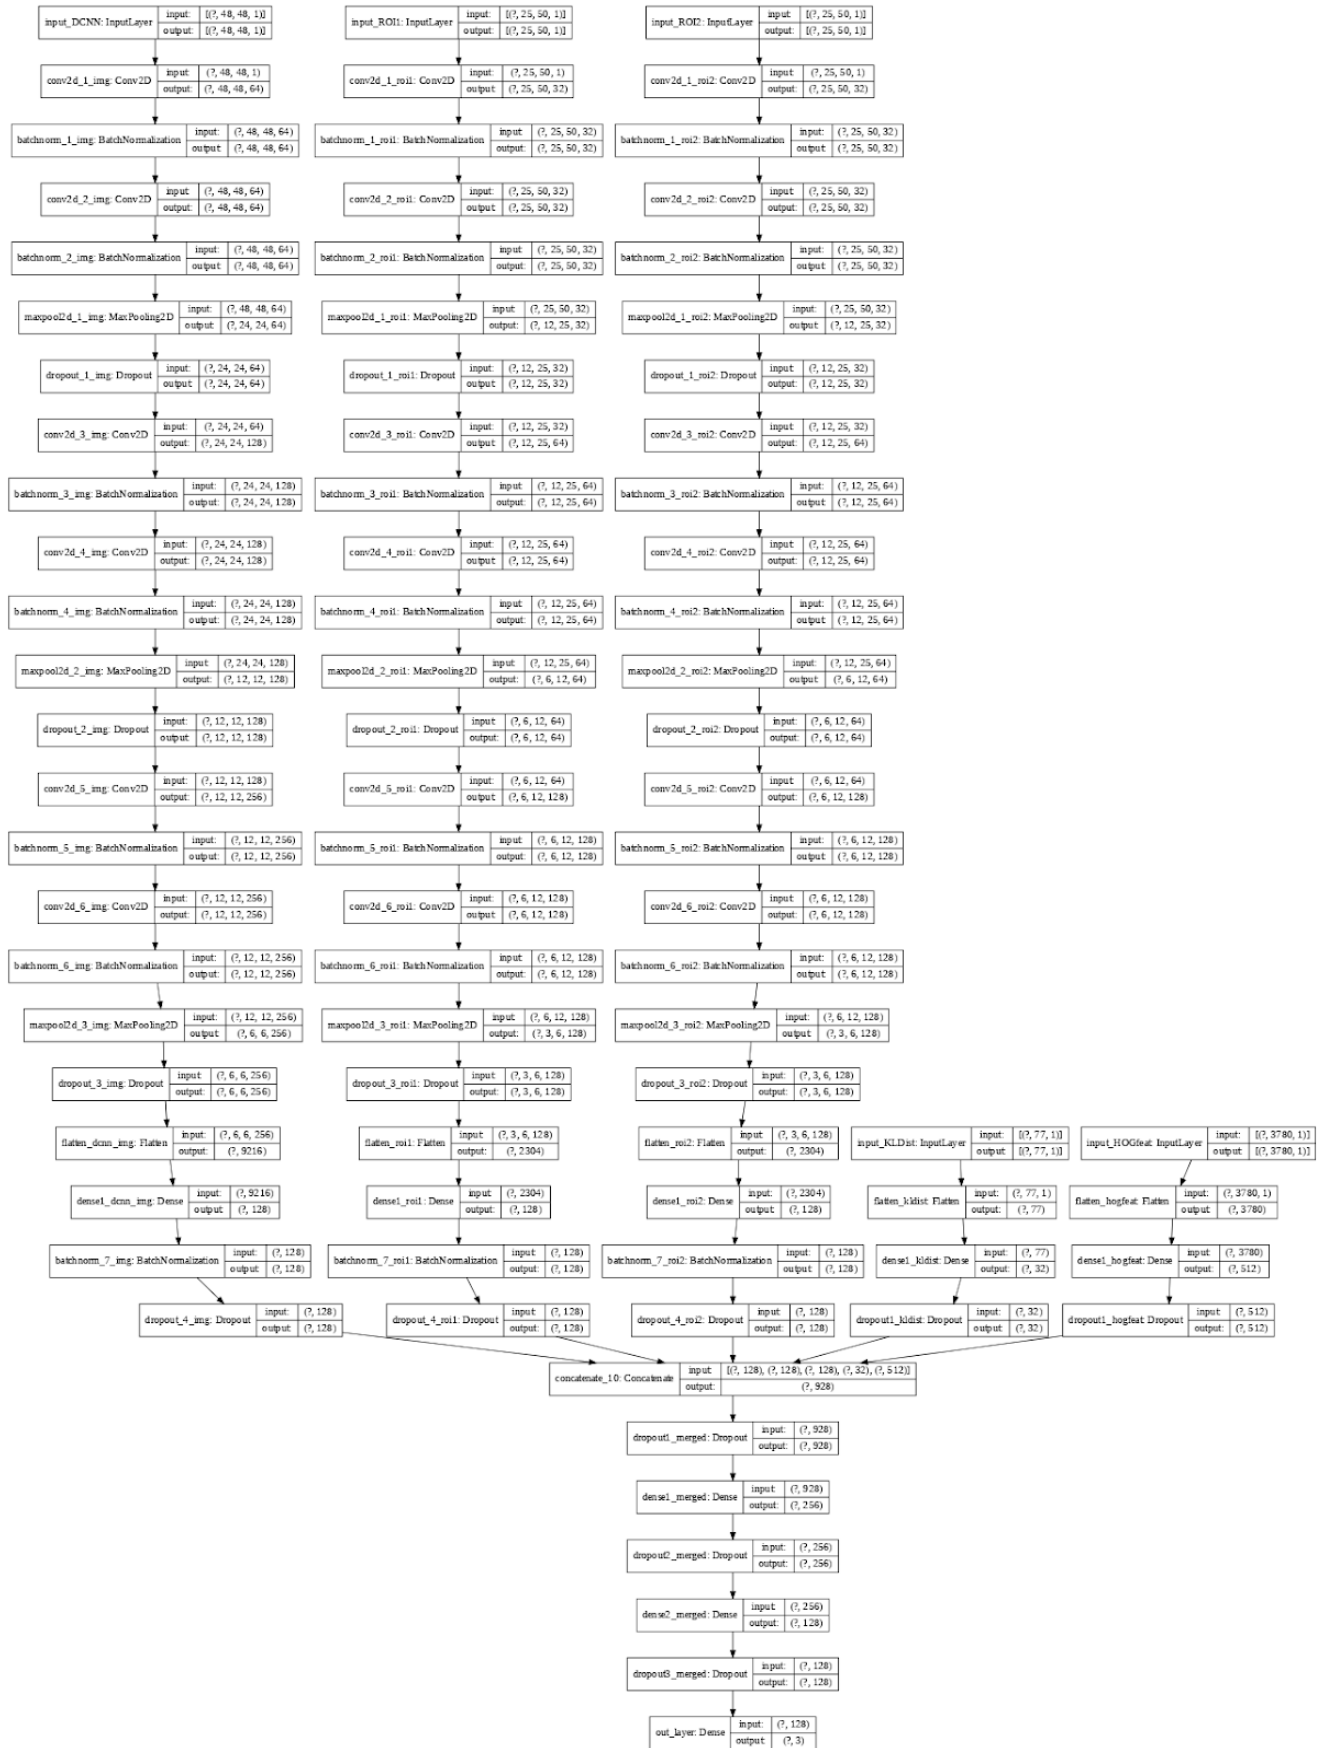 input_DCNN: InputLayer input: [(?, 48, 48, 1)] output: [(?, 48, 48, 1)]
conv2d_1_img: Conv2D input: (?, 48, 48, 1) output: (?, 48, 48, 64)
batchnorm_1_img: BatchNormalization input: (?, 48, 48, 64) output: (?, 48, 48, 64)
conv2d_2_img: Conv2D input: (?, 48, 48, 64) output: (?, 48, 48, 64)
batchnorm_2_img: BatchNormalization input: (?, 48, 48, 64) output: (?, 48, 48, 64)
maxpool2d_1_img: MaxPooling2D input: (?, 48, 48, 64) output: (?, 24, 24, 64)
dropout_1_img: Dropout input: (?, 24, 24, 64) output: (?, 24, 24, 64)
conv2d_3_img: Conv2D input: (?, 24, 24, 64) output: (?, 24, 24, 128)
batchnorm_3_img: BatchNormalization input: (?, 24, 24, 128) output: (?, 24, 24, 128)
conv2d_4_img: Conv2D input: (?, 24, 24, 128) output: (?, 24, 24, 128)
batchnorm_4_img: BatchNormalization input: (?, 24, 24, 128) output: (?, 24, 24, 128)
maxpool2d_2_img: MaxPooling2D input: (?, 24, 24, 128) output: (?, 12, 12, 128)
dropout_2_img: Dropout input: (?, 12, 12, 128) output: (?, 12, 12, 128)
conv2d_5_img: Conv2D input: (?, 12, 12, 128) output: (?, 12, 12, 256)
batchnorm_5_img: BatchNormalization input: (?, 12, 12, 256) output: (?, 12, 12, 256)
conv2d_6_img: Conv2D input: (?, 12, 12, 256) output: (?, 12, 12, 256)
batchnorm_6_img: BatchNormalization input: (?, 12, 12, 256) output: (?, 12, 12, 256)
maxpool2d_3_img: MaxPooling2D input: (?, 12, 12, 256) output: (?, 6, 6, 256)
dropout_3_img: Dropout input: (?, 6, 6, 256) output: (?, 6, 6, 256)
flatten_dcnn_img: Flatten input: (?, 6, 6, 256) output: (?, 9216)
dense1_dcnn_img: Dense input: (?, 9216) output: (?, 128)
batchnorm_7_img: BatchNormalization input: (?, 128) output: (?, 128)
dropout_4_img: Dropout input: (?, 128) output: (?, 128)
input_ROI1: InputLayer input: [(?, 25, 50, 1)] output: [(?, 25, 50, 1)]
conv2d_1_roi1: Conv2D input: (?, 25, 50, 1) output: (?, 25, 50, 32)
batchnorm_1_roi1: BatchNormalization input: (?, 25, 50, 32) output: (?, 25, 50, 32)
conv2d_2_roi1: Conv2D input: (?, 25, 50, 32) output: (?, 25, 50, 32)
batchnorm_2_roi1: BatchNormalization input: (?, 25, 50, 32) output: (?, 25, 50, 32)
maxpool2d_1_roi1: MaxPooling2D input: (?, 25, 50, 32) output: (?, 12, 25, 32)
dropout_1_roi1: Dropout input: (?, 12, 25, 32) output: (?, 12, 25, 32)
conv2d_3_roi1: Conv2D input: (?, 12, 25, 32) output: (?, 12, 25, 64)
batchnorm_3_roi1: BatchNormalization input: (?, 12, 25, 64) output: (?, 12, 25, 64)
conv2d_4_roi1: Conv2D input: (?, 12, 25, 64) output: (?, 12, 25, 64)
batchnorm_4_roi1: BatchNormalization input: (?, 12, 25, 64) output: (?, 12, 25, 64)
maxpool2d_2_roi1: MaxPooling2D input: (?, 12, 25, 64) output: (?, 6, 12, 64)
dropout_2_roi1: Dropout input: (?, 6, 12, 64) output: (?, 6, 12, 64)
conv2d_5_roi1: Conv2D input: (?, 6, 12, 64) output: (?, 6, 12, 128)
batchnorm_5_roi1: BatchNormalization input: (?, 6, 12, 128) output: (?, 6, 12, 128)
conv2d_6_roi1: Conv2D input: (?, 6, 12, 128) output: (?, 6, 12, 128)
batchnorm_6_roi1: BatchNormalization input: (?, 6, 12, 128) output: (?, 6, 12, 128)
maxpool2d_3_roi1: MaxPooling2D input: (?, 6, 12, 128) output: (?, 3, 6, 128)
dropout_3_roi1: Dropout input: (?, 3, 6, 128) output: (?, 3, 6, 128)
flatten_roi1: Flatten input: (?, 3, 6, 128) output: (?, 2304)
dense1_roi1: Dense input: (?, 2304) output: (?, 128)
batchnorm_7_roi1: BatchNormalization input: (?, 128) output: (?, 128)
dropout_4_roi1: Dropout input: (?, 128) output: (?, 128)
input_ROI2: InputLayer input: [(?, 25, 50, 1)] output: [(?, 25, 50, 1)]
conv2d_1_roi2: Conv2D input: (?, 25, 50, 1) output: (?, 25, 50, 32)
batchnorm_1_roi2: BatchNormalization input: (?, 25, 50, 32) output: (?, 25, 50, 32)
conv2d_2_roi2: Conv2D input: (?, 25, 50, 32) output: (?, 25, 50, 32)
batchnorm_2_roi2: BatchNormalization input: (?, 25, 50, 32) output: (?, 25, 50, 32)
maxpool2d_1_roi2: MaxPooling2D input: (?, 25, 50, 32) output: (?, 12, 25, 32)
dropout_1_roi2: Dropout input: (?, 12, 25, 32) output: (?, 12, 25, 32)
conv2d_3_roi2: Conv2D input: (?, 12, 25, 32) output: (?, 12, 25, 64)
batchnorm_3_roi2: BatchNormalization input: (?, 12, 25, 64) output: (?, 12, 25, 64)
conv2d_4_roi2: Conv2D input: (?, 12, 25, 64) output: (?, 12, 25, 64)
batchnorm_4_roi2: BatchNormalization input: (?, 12, 25, 64) output: (?, 12, 25, 64)
maxpool2d_2_roi2: MaxPooling2D input: (?, 12, 25, 64) output: (?, 6, 12, 64)
dropout_2_roi2: Dropout input: (?, 6, 12, 64) output: (?, 6, 12, 64)
conv2d_5_roi2: Conv2D input: (?, 6, 12, 64) output: (?, 6, 12, 128)
batchnorm_5_roi2: BatchNormalization input: (?, 6, 12, 128) output: (?, 6, 12, 128)
conv2d_6_roi2: Conv2D input: (?, 6, 12, 128) output: (?, 6, 12, 128)
batchnorm_6_roi2: BatchNormalization input: (?, 6, 12, 128) output: (?, 6, 12, 128)
maxpool2d_3_roi2: MaxPooling2D input: (?, 6, 12, 128) output: (?, 3, 6, 128)
dropout_3_roi2: Dropout input: (?, 3, 6, 128) output: (?, 3, 6, 128)
flatten_roi2: Flatten input: (?, 3, 6, 128) output: (?, 2304)
dense1_roi2: Dense input: (?, 2304) output: (?, 128)
batchnorm_7_roi2: BatchNormalization input: (?, 128) output: (?, 128)
dropout_4_roi2: Dropout input: (?, 128) output: (?, 128)
input_KLDist: InputLayer input: [(?, 77, 1)] output: [(?, 77, 1)]
flatten_kldist: Flatten input: (?, 77, 1) output: (?, 77)
dense1_kldist: Dense input: (?, 77) output: (?, 32)
dropout1_kldist: Dropout input: (?, 32) output: (?, 32)
input_HOGfeat: InputLayer input: [(?, 3780, 1)] output: [(?, 3780, 1)]
flatten_hogfeat: Flatten input: (?, 3780, 1) output: (?, 3780)
dense1_hogfeat: Dense input: (?, 3780) output: (?, 512)
dropout1_hogfeat: Dropout input: (?, 512) output: (?, 512)
concatenate_10: Concatenate input: [(?, 128), (?, 128), (?, 128), (?, 32), (?, 512)] output: (?, 928)
dropout1_merged: Dropout input: (?, 928) output: (?, 928)
dense1_merged: Dense input: (?, 928) output: (?, 256)
dropout2_merged: Dropout input: (?, 256) output: (?, 256)
dense2_merged: Dense input: (?, 256) output: (?, 128)
dropout3_merged: Dropout input: (?, 128) output: (?, 128)
out_layer: Dense input: (?, 128) output: (?, 3)